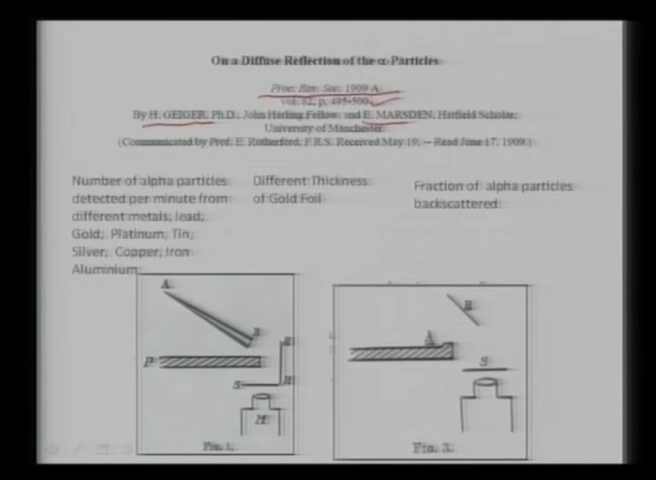 On a Diffuse Reflection of the α-Particles
Proc. Roy. Soc. 1909 A.
vol. 82, p. 495-500
By H. GEIGER, Ph.D., John Harling Fellow, and E. MARSDEN, Hatfield Scholar,
University of Manchester
(Communicated by Prof. E. Rutherford, F.R.S. Received May 19, -- Read June 17, 1909.)
Number of alpha particles
detected per minute from
different metals, lead,
Gold, Platinum, Tin,
Silver, Copper, Iron
Aluminium
Different Thickness
of Gold Foil
Fraction of alpha particles
backscattered
A
B
P
R
R
S
M
Fig. 1.
R
A
S
Fig. 3.